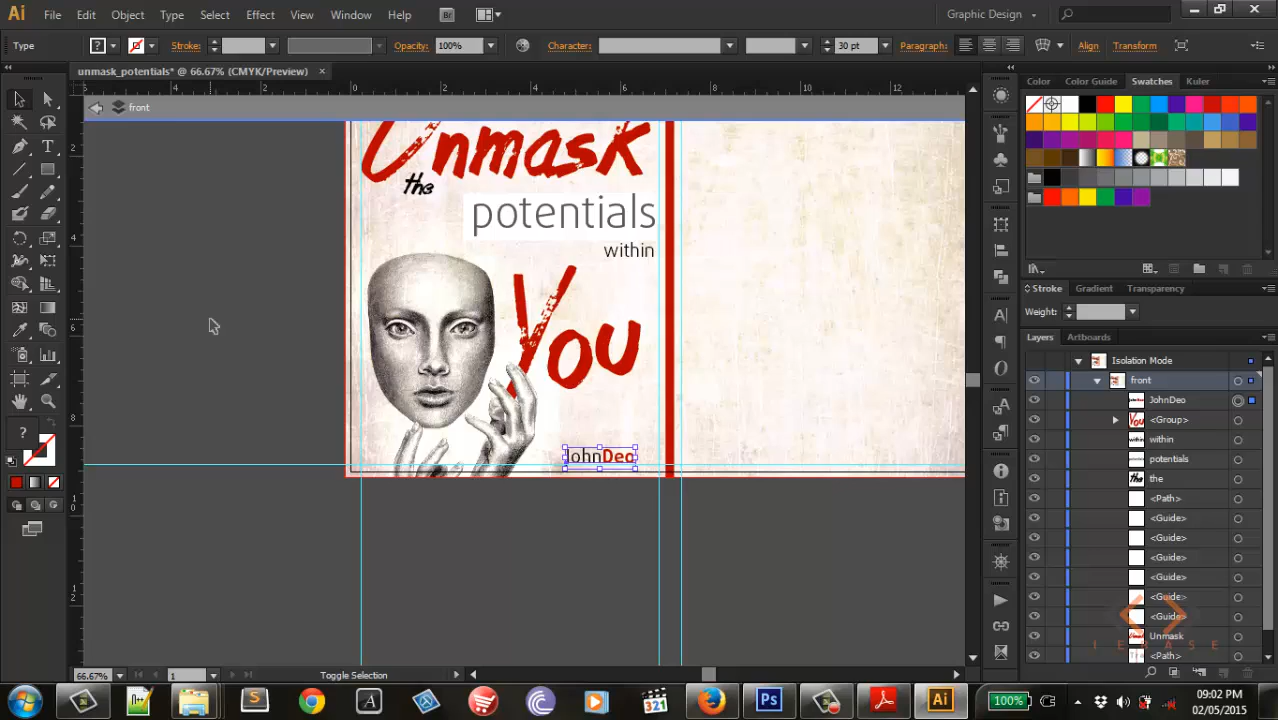 Ai File Edit Object Type Select Effect View Window Help Br Graphic Design
Type ? Stroke: Opacity: 100% Character: 30 pt Paragraph: Align Transform
unmask_potentials* @ 66.67% (CMYK/Preview) ×
Color Color Guide Swatches Kuler
front
Unmask
the
potentials
within
You
JohnDeo
Stroke Gradient Transparency
Weight:
Layers Artboards
Isolation Mode
front
JohnDeo
<Group>
within
potentials
the
<Path>
<Guide>
<Guide>
<Guide>
<Guide>
<Guide>
<Guide>
Unmask
<Path>
66.67% 1 Toggle Selection
100%
09:02 PM
02/05/2015